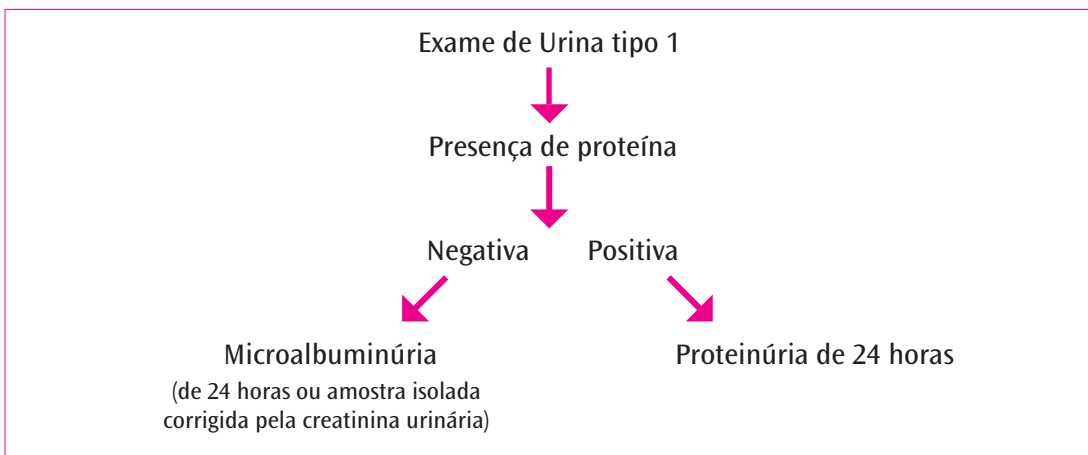 Exame de Urina tipo 1
Presença de proteína
Negativa Positiva
Microalbuminúria
(de 24 horas ou amostra isolada
corrigida pela creatinina urinária)
Proteinúria de 24 horas